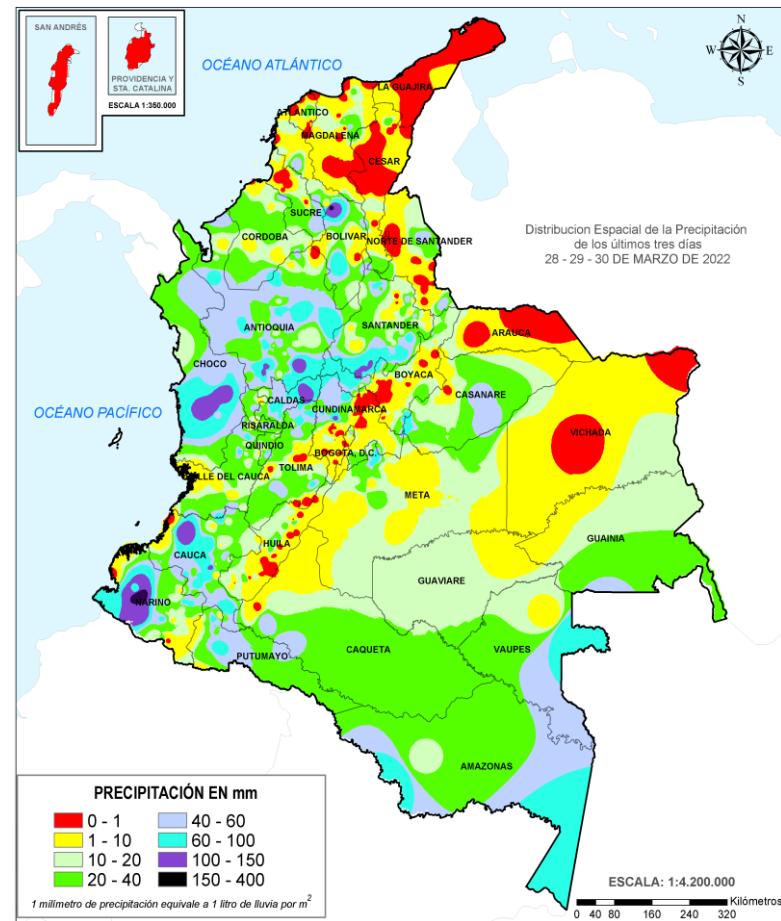 SAN ANDRÉS
PROVIDENCIA Y
STA. CATALINA
ESCALA 1:350.000
OCÉANO ATLÁNTICO
N
W
E
S
LA GUAJIRA
ATLANTICO
MAGDALENA
CESAR
SUCRE
CORDOBA
BOLIVAR
NORTE DE SANTANDER
Distribucion Espacial de la Precipitación
de los últimos tres días
28 - 29 - 30 DE MARZO DE 2022
ANTIOQUIA
SANTANDER
ARAUCA
CHOCO
BOYACA
CASANARE
OCÉANO PACÍFICO
CALDAS
CUNDINAMARCA
RISARALDA
VICHADA
QUINDIO
BOGOTA, D.C.
TOLIMA
VALLE DEL CAUCA
META
HUILA
CAUCA
GUAINIA
GUAVIARE
NARIÑO
CAQUETA
VAUPES
PUTUMAYO
AMAZONAS
PRECIPITACIÓN EN mm
0 - 1
40 - 60
1 - 10
60 - 100
10 - 20
100 - 150
20 - 40
150 - 400
1 milímetro de precipitación equivale a 1 litro de lluvia por m²
ESCALA: 1:4.200.000
Kilómetros
0 40 80 160 240 320